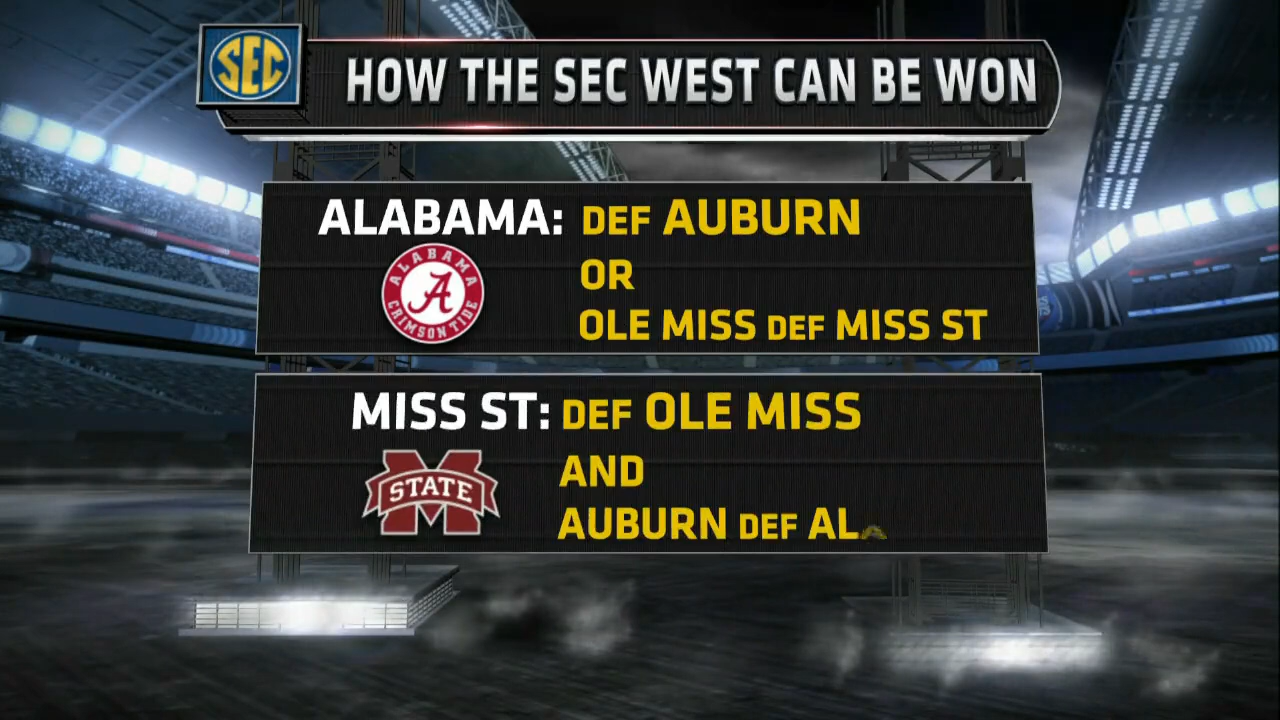 SEC
HOW THE SEC WEST CAN BE WON
ALABAMA: DEF AUBURN
OR
OLE MISS DEF MISS ST
ALABAMA
A
CRIMSON TIDE
MISS ST: DEF OLE MISS
AND
AUBURN DEF AL
M
STATE